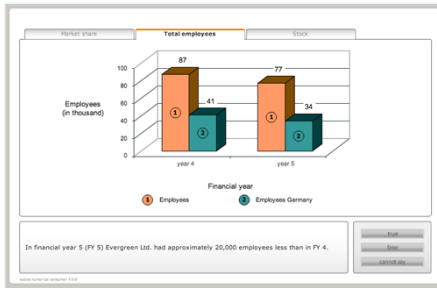 Market share
Total employees
Stock
87
77
41
34
Employees
(in thousand)
100
80
60
40
20
0
1
2
1
2
year 4
year 5
Financial year
1 Employees
2 Employees Germany
In financial year 5 (FY 5) Evergreen Ltd. had approximately 20,000 employees less than in FY 4.
true
false
cannot say